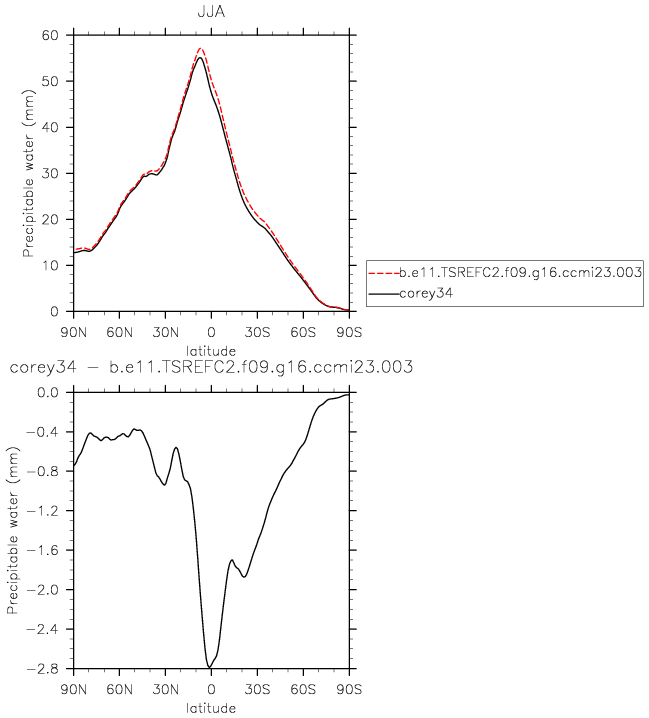 JJA
60
50
40
30
20
10
0
Precipitable water (mm)
90N 60N 30N 0 30S 60S 90S
latitude
b.e11.TSREFC2.f09.g16.ccmi23.003
corey34
corey34 − b.e11.TSREFC2.f09.g16.ccmi23.003
0.0
−0.4
−0.8
−1.2
−1.6
−2.0
−2.4
−2.8
Precipitable water (mm)
90N 60N 30N 0 30S 60S 90S
latitude